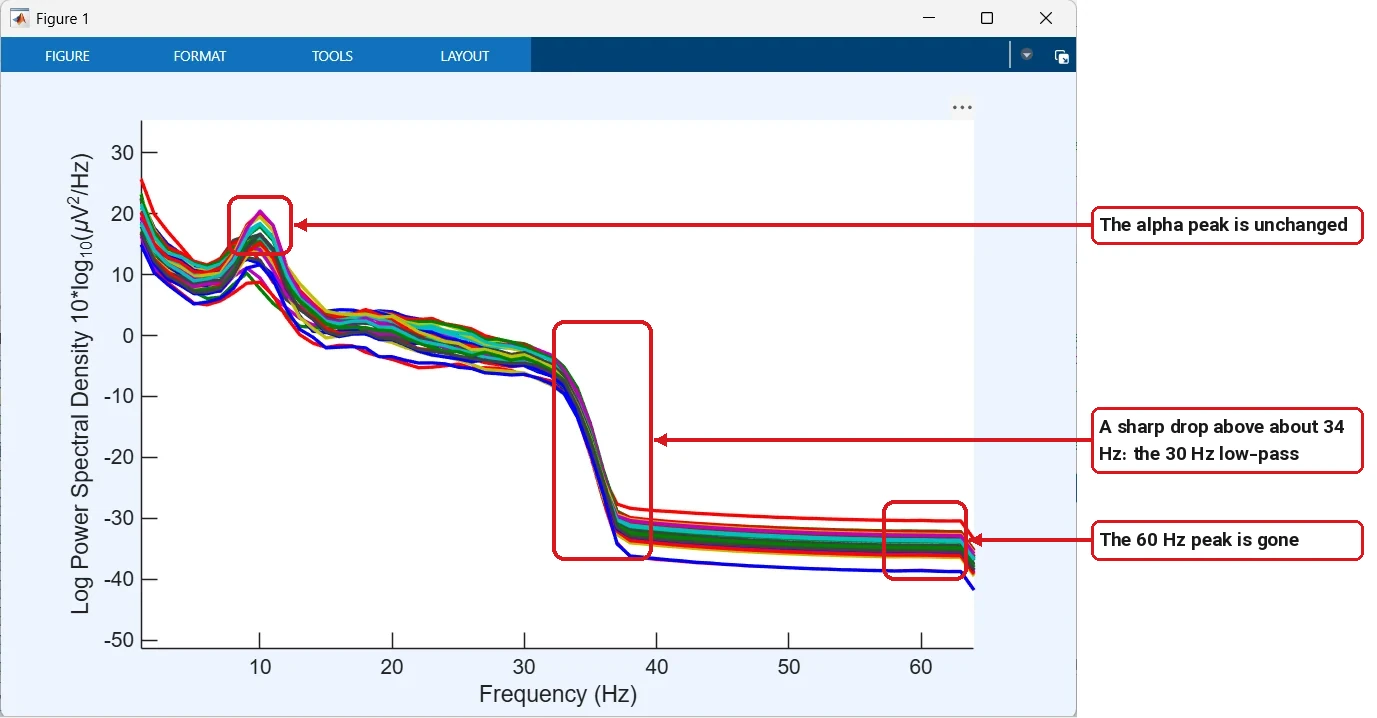 Figure 1
FIGURE
FORMAT
TOOLS
LAYOUT
30
20
10
0
-10
-20
-30
-40
-50
Log Power Spectral Density 10*log10(μV²/Hz)
10
20
30
40
50
60
Frequency (Hz)
The alpha peak is unchanged
A sharp drop above about 34
Hz: the 30 Hz low-pass
The 60 Hz peak is gone